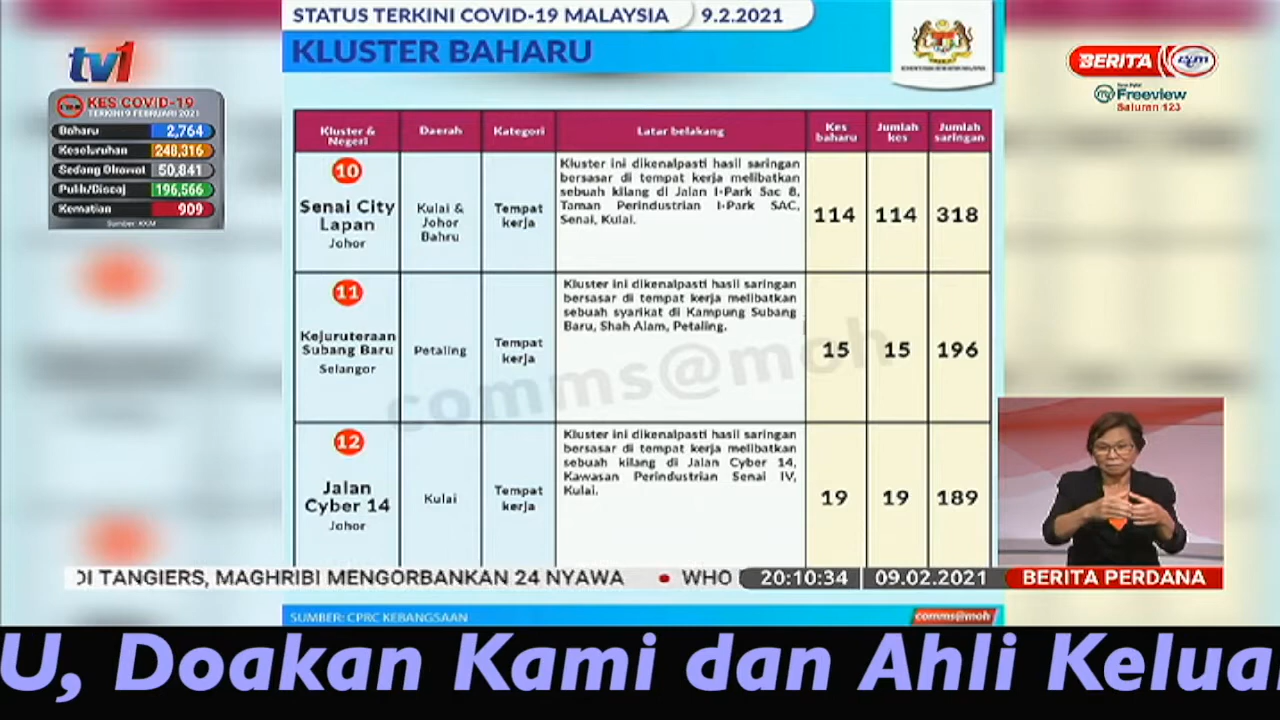 STATUS TERKINI COVID-19 MALAYSIA 9.2.2021
KLUSTER BAHARU
tv1
KES COVID-19
TERKINI 9 FEBRUARI 2021
Baharu 2,764
Keseluruhan 248,316
Sedang Dirawat 50,841
Pulih/Discaj 196,566
Kematian 909
Sumber: KKM
KEMENTERIAN KESIHATAN MALAYSIA
BERITA rtm
my Freeview
Saluran 123
Kluster & Negeri Daerah Kategori Latar belakang Kes baharu Jumlah kes Jumlah saringan
10
Senai City
Lapan
Johor
Kulai &
Johor
Bahru
Tempat
kerja
Kluster ini dikenalpasti hasil saringan
bersasar di tempat kerja melibatkan
sebuah kilang di Jalan I-Park Sac 8,
Taman Perindustrian I-Park SAC,
Senai, Kulai.
114 114 318
11
Kejuruteraan
Subang Baru
Selangor
Petaling
Tempat
kerja
Kluster ini dikenalpasti hasil saringan
bersasar di tempat kerja melibatkan
sebuah syarikat di Kampung Subang
Baru, Shah Alam, Petaling.
15 15 196
comms@moh
12
Jalan
Cyber 14
Johor
Kulai
Tempat
kerja
Kluster ini dikenalpasti hasil saringan
bersasar di tempat kerja melibatkan
sebuah kilang di Jalan Cyber 14,
Kawasan Perindustrian Senai IV,
Kulai.
19 19 189
DI TANGIERS, MAGHRIBI MENGORBANKAN 24 NYAWA • WHO 20:10:34 09.02.2021 BERITA PERDANA
SUMBER: CPRC KEBANGSAAN comms@moh
U, Doakan Kami dan Ahli Kelua